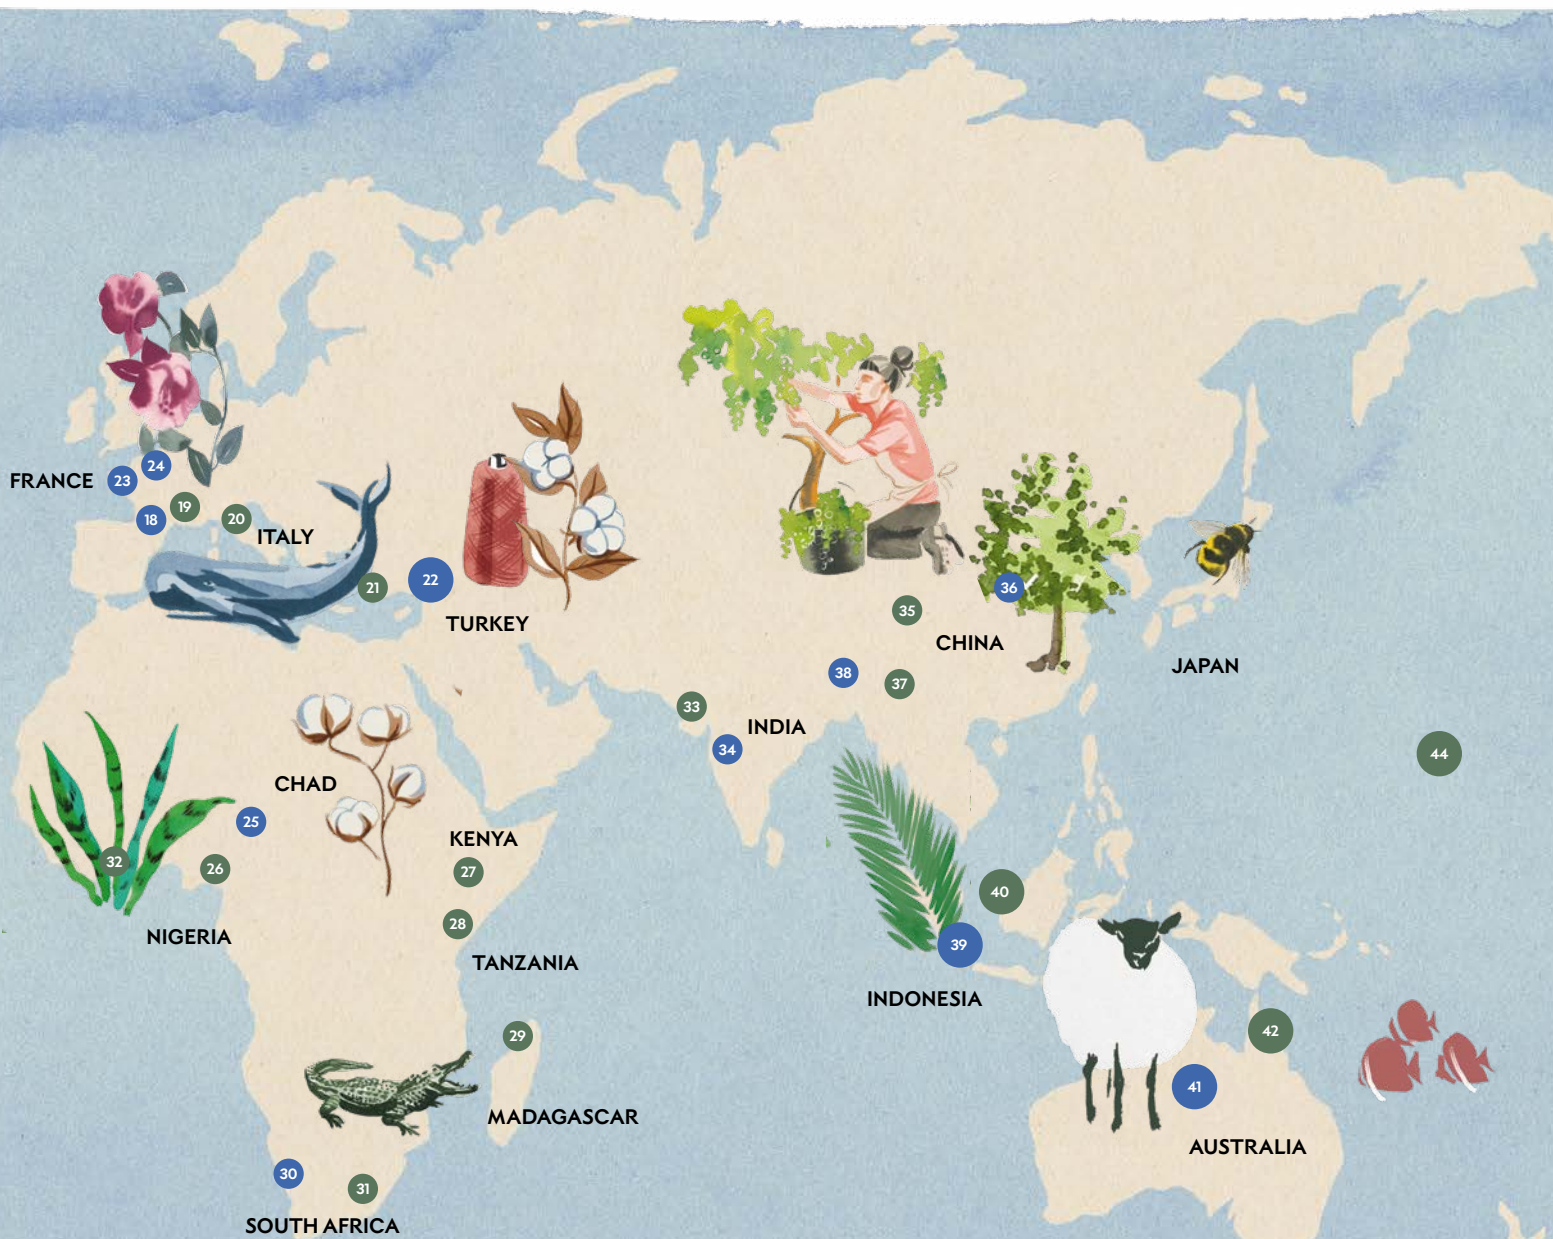 24
FRANCE
23
19
18
20
ITALY
21
22
TURKEY
36
35
CHINA
JAPAN
38
37
33
INDIA
34
44
CHAD
25
KENYA
32
26
27
40
28
NIGERIA
39
TANZANIA
INDONESIA
42
29
41
MADAGASCAR
AUSTRALIA
30
31
SOUTH AFRICA